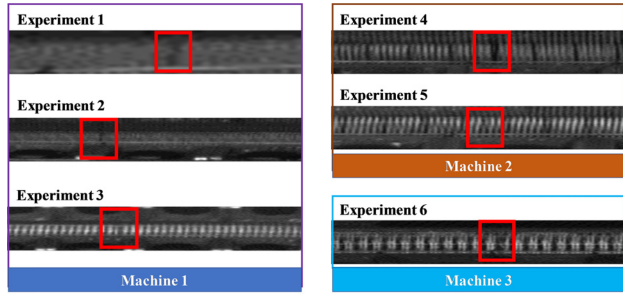 Experiment 1
Experiment 2
Experiment 3
Machine 1
Experiment 4
Experiment 5
Machine 2
Experiment 6
Machine 3